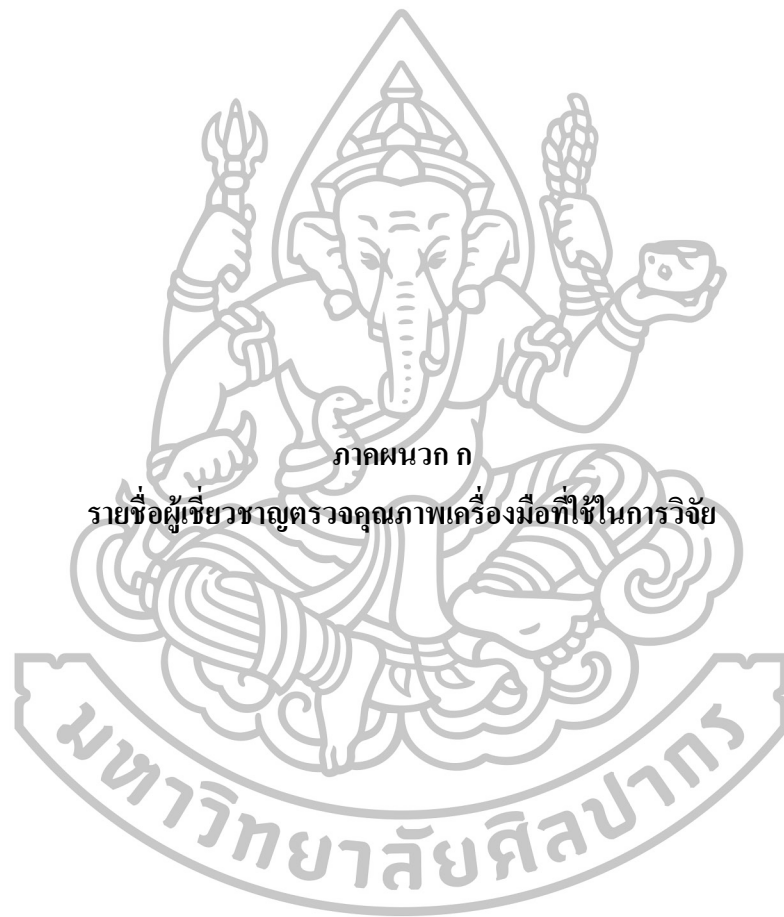 ภาคผนวก ก
รายชื่อผู้เชี่ยวชาญตรวจคุณภาพเครื่องมือที่ใช้ในการวิจัย
มหาวิทยาลัยศิลปากร